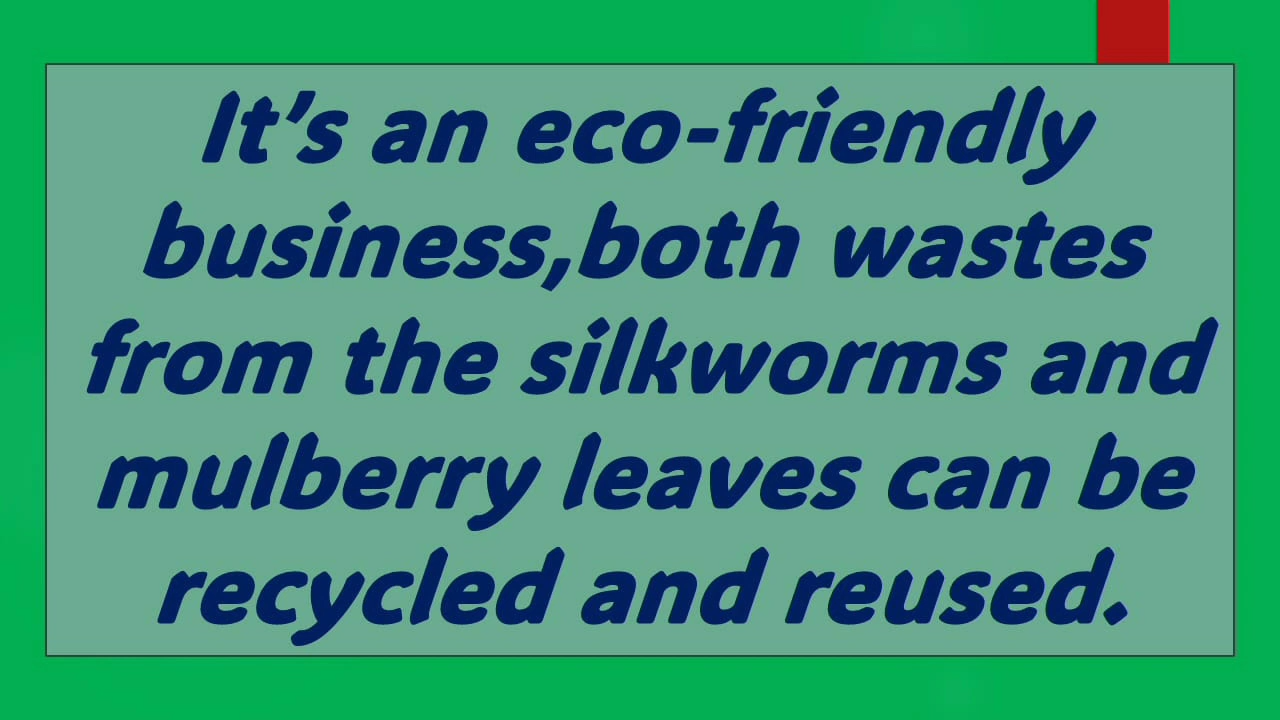 It's an eco-friendly
business,both wastes
from the silkworms and
mulberry leaves can be
recycled and reused.